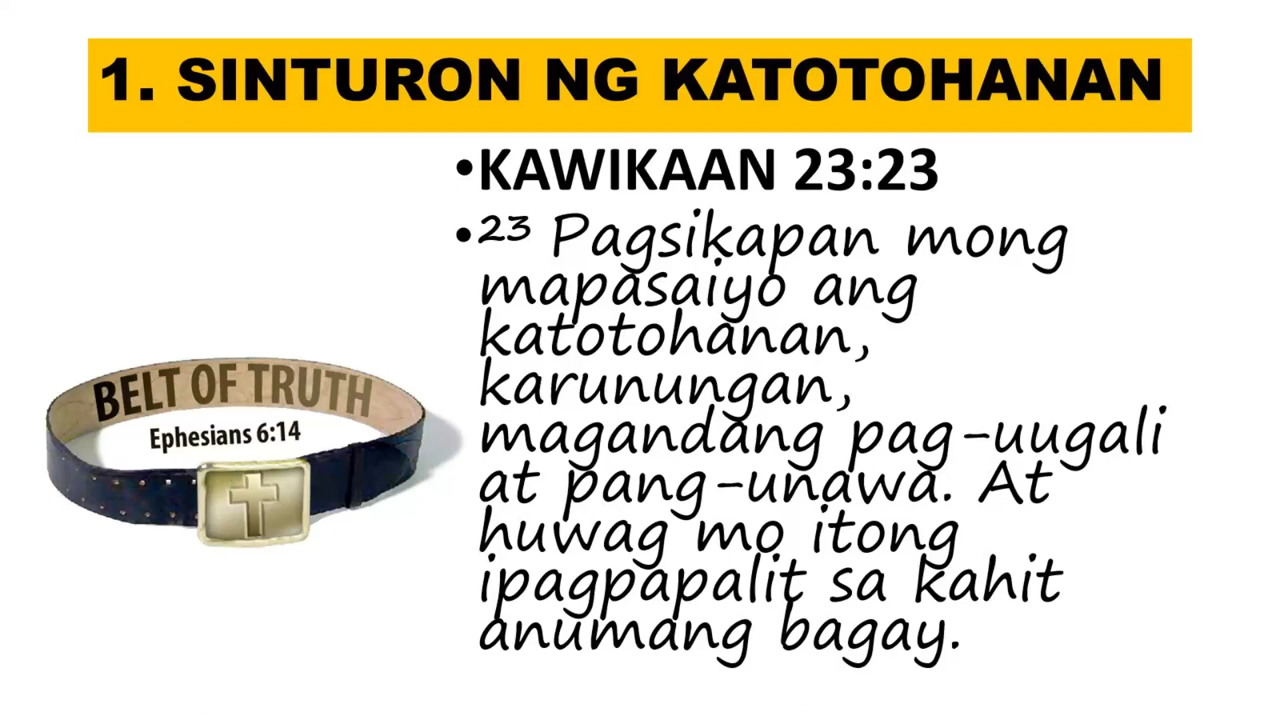 1. SINTURON NG KATOTOHANAN
•KAWIKAAN 23:23
•²³ Pagsikapan mong
mapasaiyo ang
katotohanan,
karunungan,
magandang pag-uugali
at pang-unawa. At
huwag mo itong
ipagpapalit sa kahit
anumang bagay.
BELT OF TRUTH
Ephesians 6:14